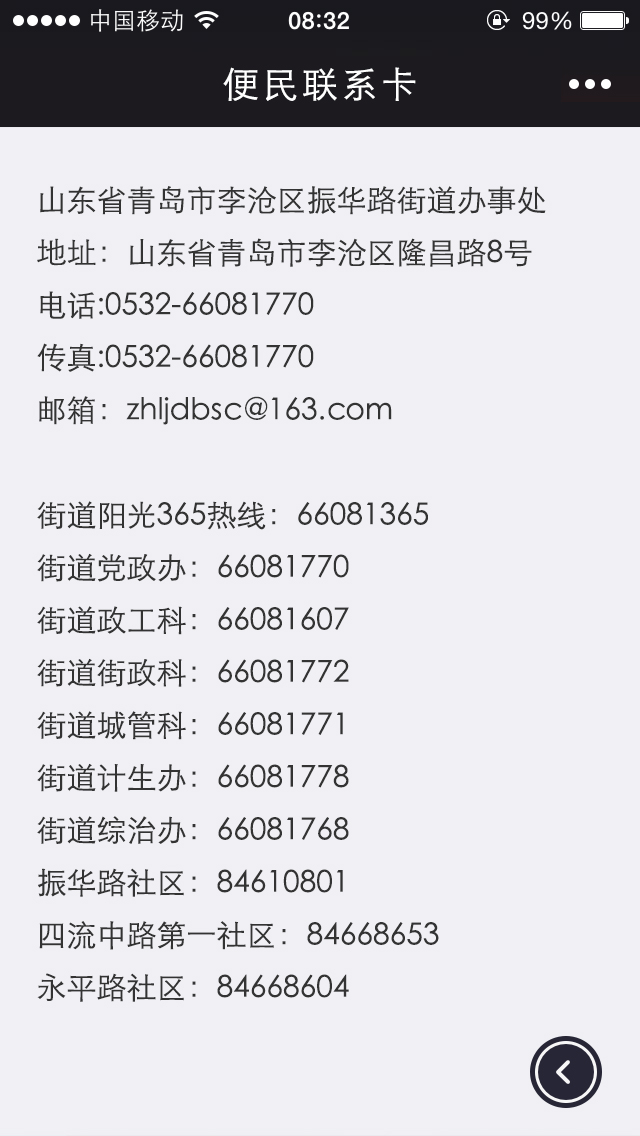 中国移动 08:32 99%
便民联系卡
山东省青岛市李沧区振华路街道办事处
地址：山东省青岛市李沧区隆昌路8号
电话:0532-66081770
传真:0532-66081770
邮箱：zhljdbsc@163.com
街道阳光365热线：66081365
街道党政办：66081770
街道政工科：66081607
街道街政科：66081772
街道城管科：66081771
街道计生办：66081778
街道综治办：66081768
振华路社区：84610801
四流中路第一社区：84668653
永平路社区：84668604